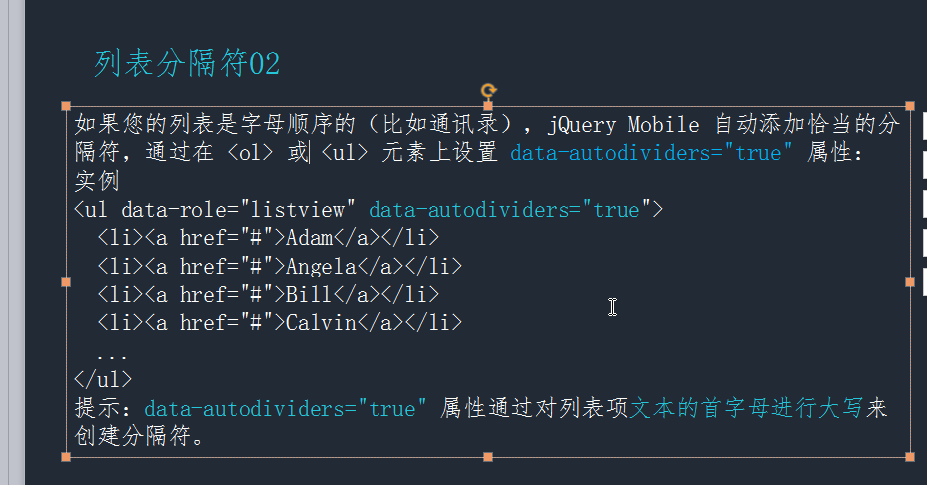 列表分隔符02
如果您的列表是字母顺序的（比如通讯录），jQuery Mobile 自动添加恰当的分
隔符，通过在 <ol> 或 <ul> 元素上设置 data-autodividers="true" 属性：
实例
<ul data-role="listview" data-autodividers="true">
  <li><a href="#">Adam</a></li>
  <li><a href="#">Angela</a></li>
  <li><a href="#">Bill</a></li>
  <li><a href="#">Calvin</a></li>
  ...
</ul>
提示：data-autodividers="true" 属性通过对列表项文本的首字母进行大写来
创建分隔符。